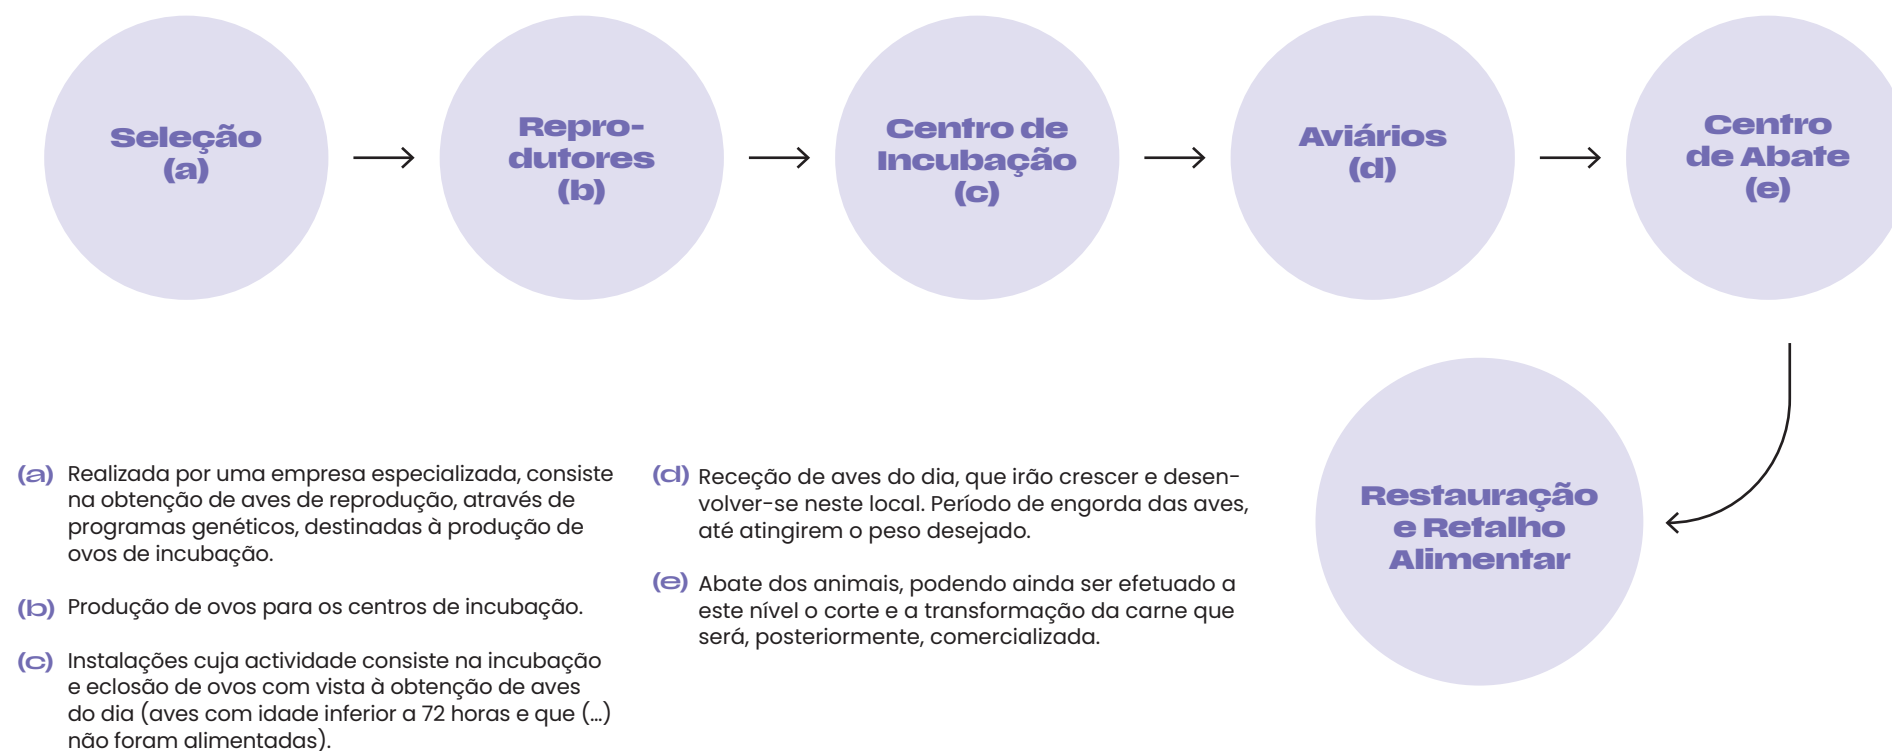 Seleção
(a)
Repro-
dutores
(b)
Centro de
Incubação
(c)
Aviários
(d)
Centro
de Abate
(e)
Restauração
e Retalho
Alimentar
(a) Realizada por uma empresa especializada, consiste
na obtenção de aves de reprodução, através de
programas genéticos, destinadas à produção de
ovos de incubação.
(b) Produção de ovos para os centros de incubação.
(c) Instalações cuja actividade consiste na incubação
e eclosão de ovos com vista à obtenção de aves
do dia (aves com idade inferior a 72 horas e que (...)
não foram alimentadas).
(d) Receção de aves do dia, que irão crescer e desen-
volver-se neste local. Período de engorda das aves,
até atingirem o peso desejado.
(e) Abate dos animais, podendo ainda ser efetuado a
este nível o corte e a transformação da carne que
será, posteriormente, comercializada.